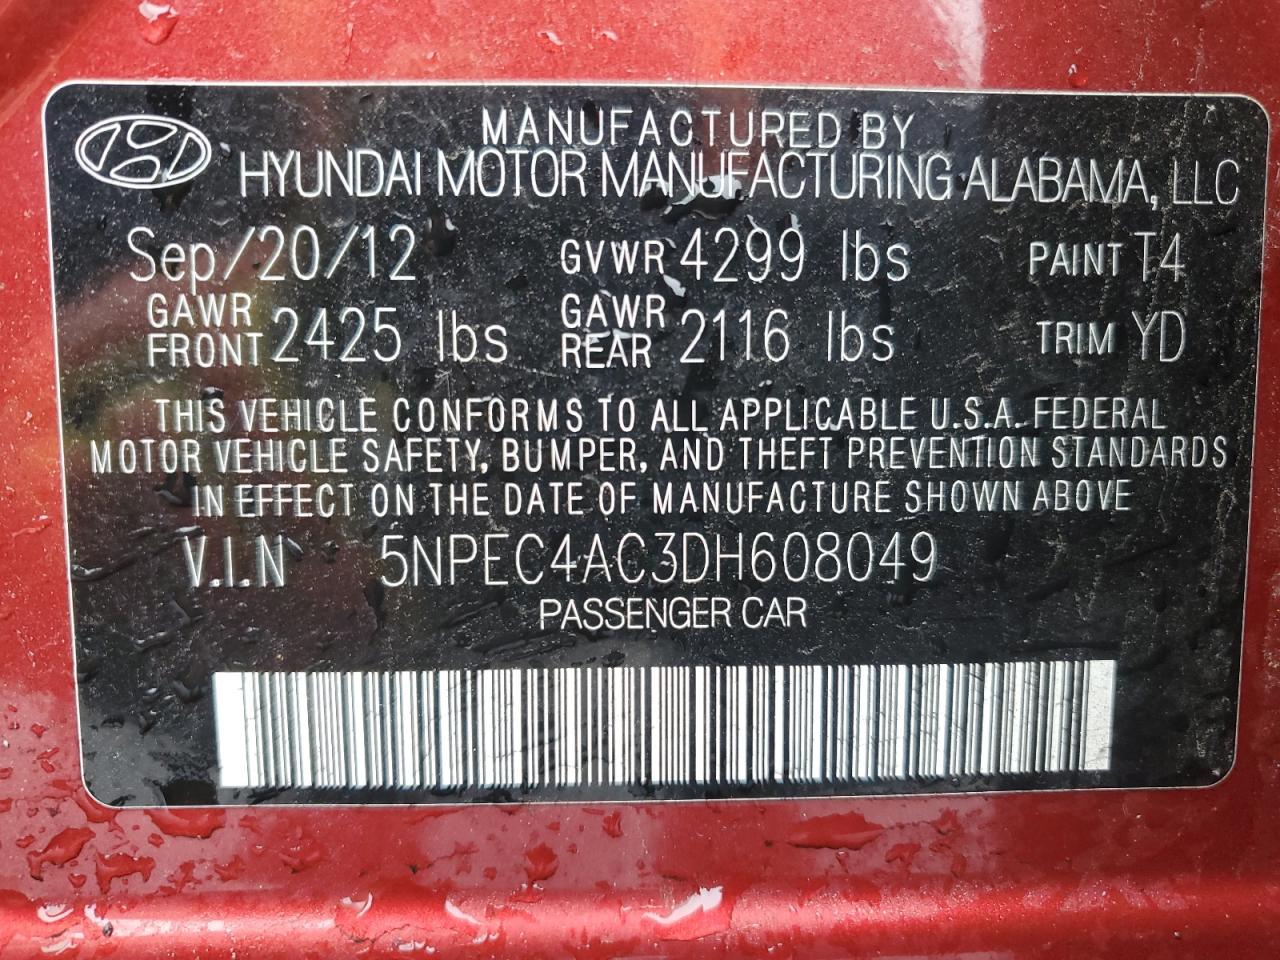 MANUFACTURED BY
HYUNDAI MOTOR MANUFACTURING ALABAMA, LLC
Sep/20/12 GVWR 4299 lbs PAINT T4
GAWR FRONT 2425 lbs GAWR REAR 2116 lbs TRIM YD
THIS VEHICLE CONFORMS TO ALL APPLICABLE U.S.A. FEDERAL
MOTOR VEHICLE SAFETY, BUMPER, AND THEFT PREVENTION STANDARDS
IN EFFECT ON THE DATE OF MANUFACTURE SHOWN ABOVE
V.I.N 5NPEC4AC3DH608049
PASSENGER CAR